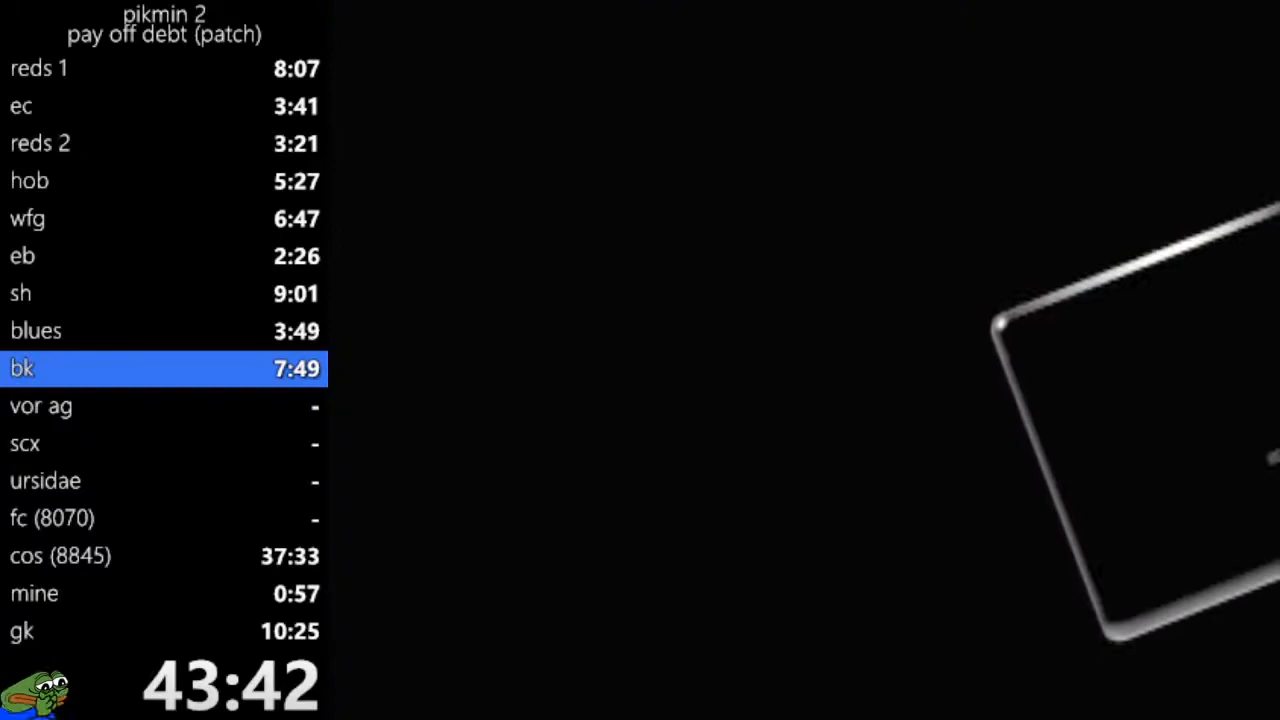 pikmin 2
pay off debt (patch)
reds 1 8:07
ec 3:41
reds 2 3:21
hob 5:27
wfg 6:47
eb 2:26
sh 9:01
blues 3:49
bk 7:49
vor ag -
scx -
ursidae -
fc (8070) -
cos (8845) 37:33
mine 0:57
gk 10:25
43:42